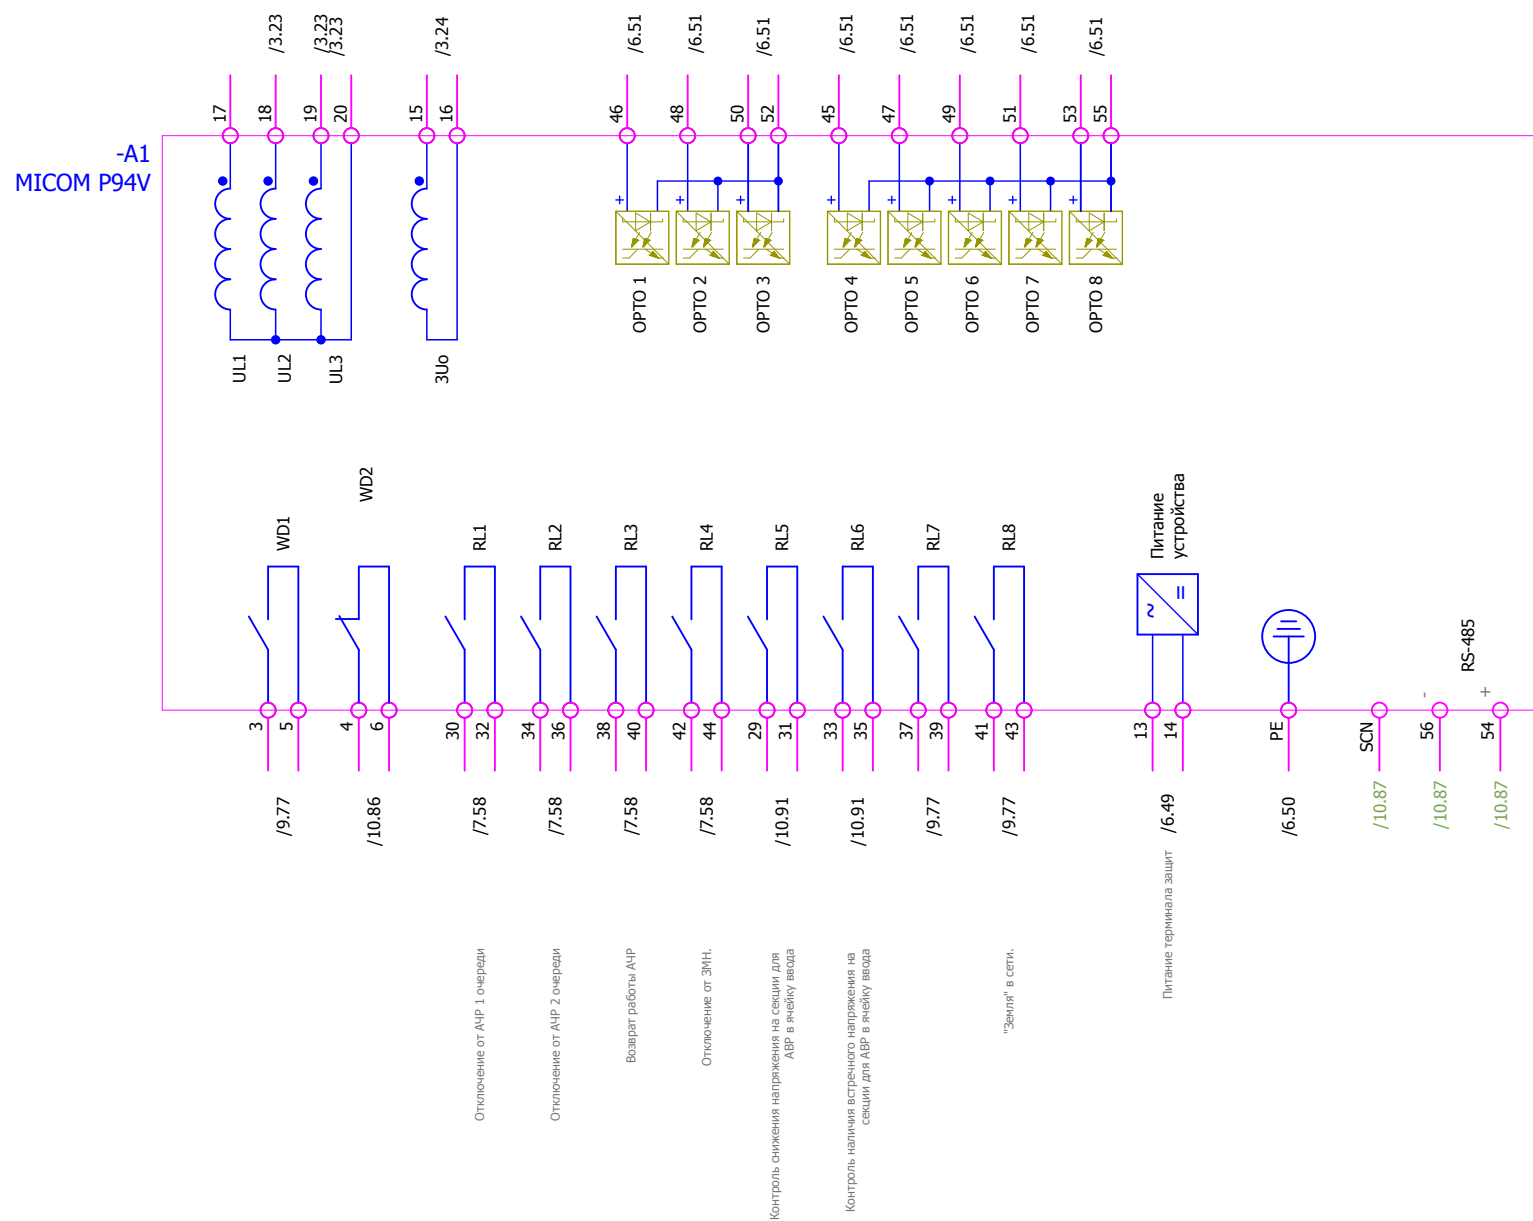 /3.23
/3.23
/3.23
/3.24
/6.51
/6.51
/6.51
/6.51
/6.51
/6.51
/6.51
/6.51
17
18
19
20
15
16
46
48
50
52
45
47
49
51
53
55
-A1
MICOM P94V
+
+
+
+
+
+
+
+
OPTO 1
OPTO 2
OPTO 3
OPTO 4
OPTO 5
OPTO 6
OPTO 7
OPTO 8
UL1
UL2
UL3
3Uo
WD1
WD2
RL1
RL2
RL3
RL4
RL5
RL6
RL7
RL8
Питание
устройства
~
=
RS-485
-
+
3
5
4
6
30
32
34
36
38
40
42
44
29
31
33
35
37
39
41
43
13
14
PE
SCN
56
54
/9.77
/10.86
/7.58
/7.58
/7.58
/7.58
/10.91
/10.91
/9.77
/9.77
/6.49
/6.50
/10.87
/10.87
/10.87
Отключение от АЧР 1 очереди
Отключение от АЧР 2 очереди
Возврат работы АЧР
Отключение от ЗМН.
Контроль снижения напряжения на секции для
АВР в ячейку ввода
Контроль наличия встречного напряжения на
секции для АВР в ячейку ввода
"Земля" в сети.
Питание терминала защит